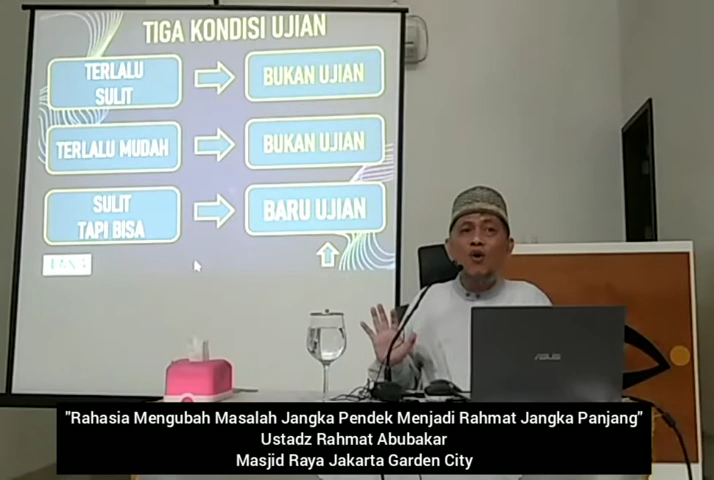 TIGA KONDISI UJIAN
TERLALU
SULIT
BUKAN UJIAN
TERLALU MUDAH
BUKAN UJIAN
SULIT
TAPI BISA
BARU UJIAN
ASUS
"Rahasia Mengubah Masalah Jangka Pendek Menjadi Rahmat Jangka Panjang"
Ustadz Rahmat Abubakar
Masjid Raya Jakarta Garden City